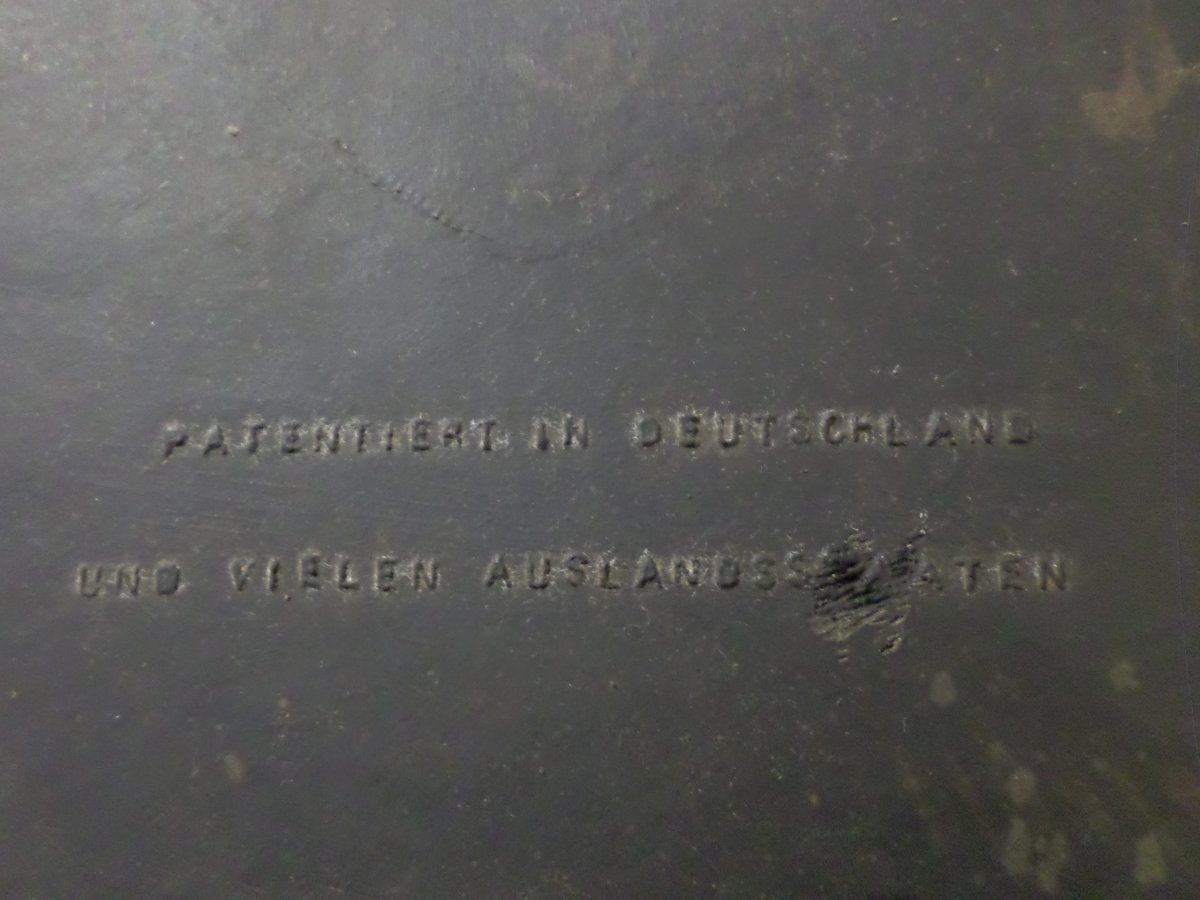 PATENTIERT IN DEUTSCHLAND
UND VIELEN AUSLANDSSTAATEN